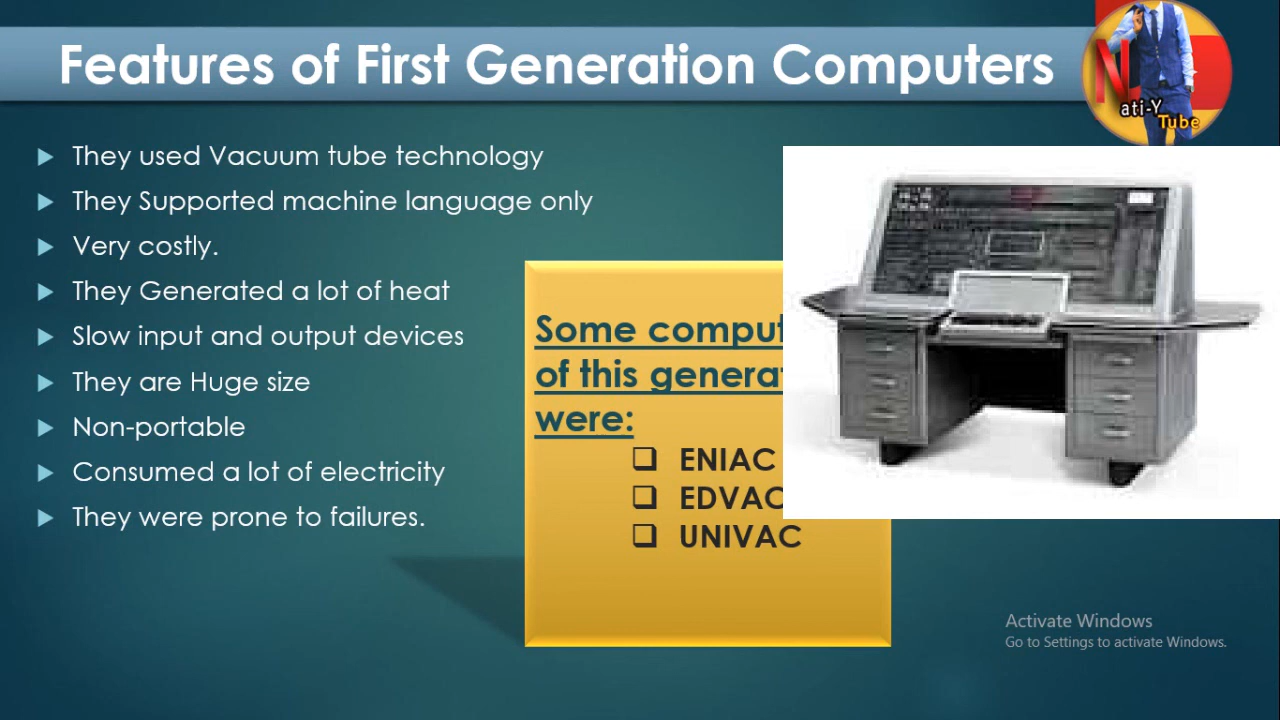 Features of First Generation Computers
N
ati-Y
Tube
They used Vacuum tube technology
They Supported machine language only
Very costly.
They Generated a lot of heat
Slow input and output devices
They are Huge size
Non-portable
Consumed a lot of electricity
They were prone to failures.
Some
of this
were:
ENIAC
EDVAC
UNIVAC
Activate Windows
Go to Settings to activate Windows.